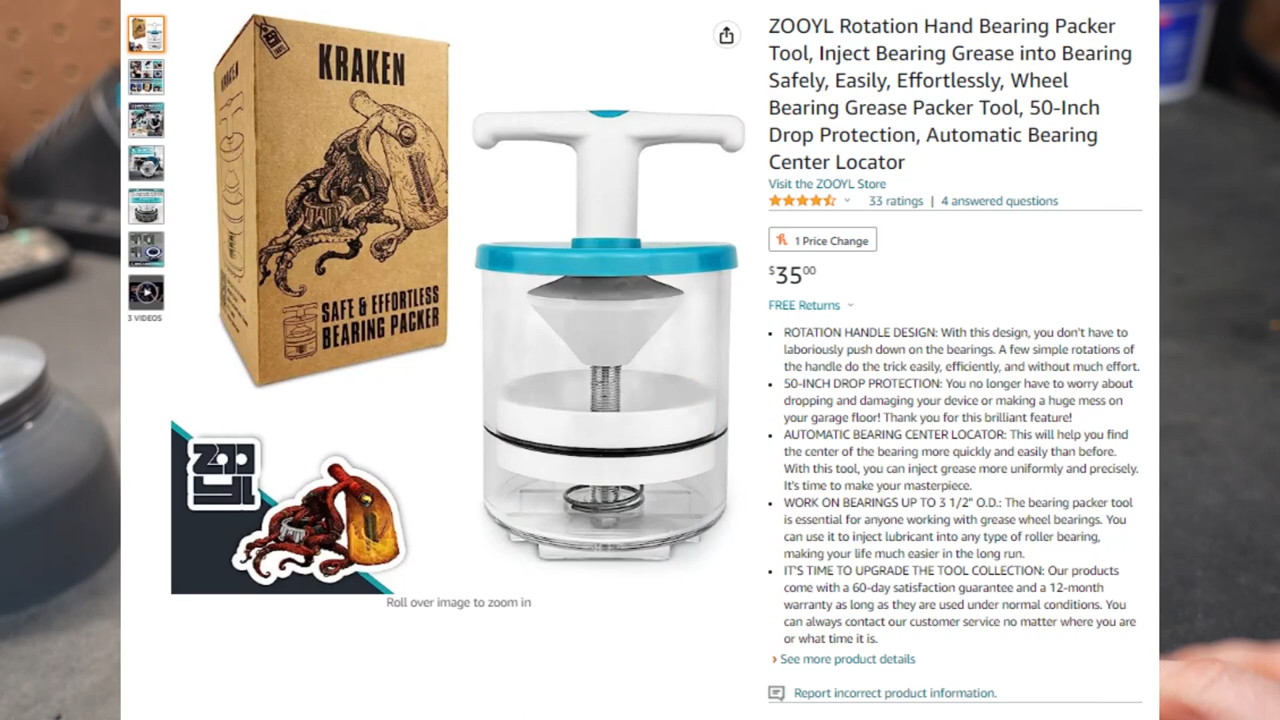 KRAKEN
SAFE & EFFORTLESS
BEARING PACKER
ZOO
YL
Roll over image to zoom in
3 VIDEOS
ZOOYL Rotation Hand Bearing Packer
Tool, Inject Bearing Grease into Bearing
Safely, Easily, Effortlessly, Wheel
Bearing Grease Packer Tool, 50-Inch
Drop Protection, Automatic Bearing
Center Locator
Visit the ZOOYL Store
33 ratings | 4 answered questions
1 Price Change
$3500
FREE Returns
• ROTATION HANDLE DESIGN: With this design, you don't have to
laboriously push down on the bearings. A few simple rotations of
the handle do the trick easily, efficiently, and without much effort.
• 50-INCH DROP PROTECTION: You no longer have to worry about
dropping and damaging your device or making a huge mess on
your garage floor! Thank you for this brilliant feature!
• AUTOMATIC BEARING CENTER LOCATOR: This will help you find
the center of the bearing more quickly and easily than before.
With this tool, you can inject grease more uniformly and precisely.
It's time to make your masterpiece.
• WORK ON BEARINGS UP TO 3 1/2" O.D.: The bearing packer tool
is essential for anyone working with grease wheel bearings. You
can use it to inject lubricant into any type of roller bearing,
making your life much easier in the long run.
• IT'S TIME TO UPGRADE THE TOOL COLLECTION: Our products
come with a 60-day satisfaction guarantee and a 12-month
warranty as long as they are used under normal conditions. You
can always contact our customer service no matter where you are
or what time it is.
› See more product details
Report incorrect product information.